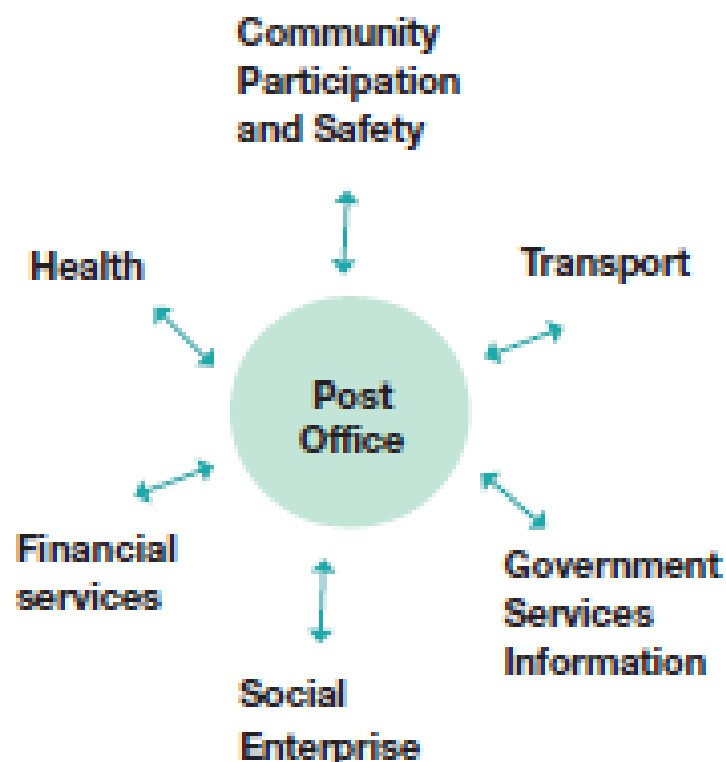 Community
Participation
and Safety
Health
Transport
Post
Office
Financial
services
Government
Services
Information
Social
Enterprise